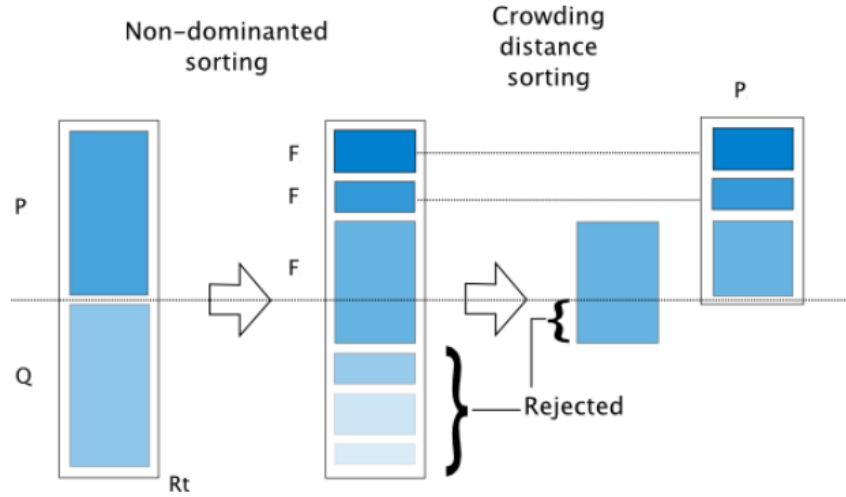 Non-dominanted
sorting
Crowding
distance
sorting
P
F
F
P
F
Q
Rejected
Rt